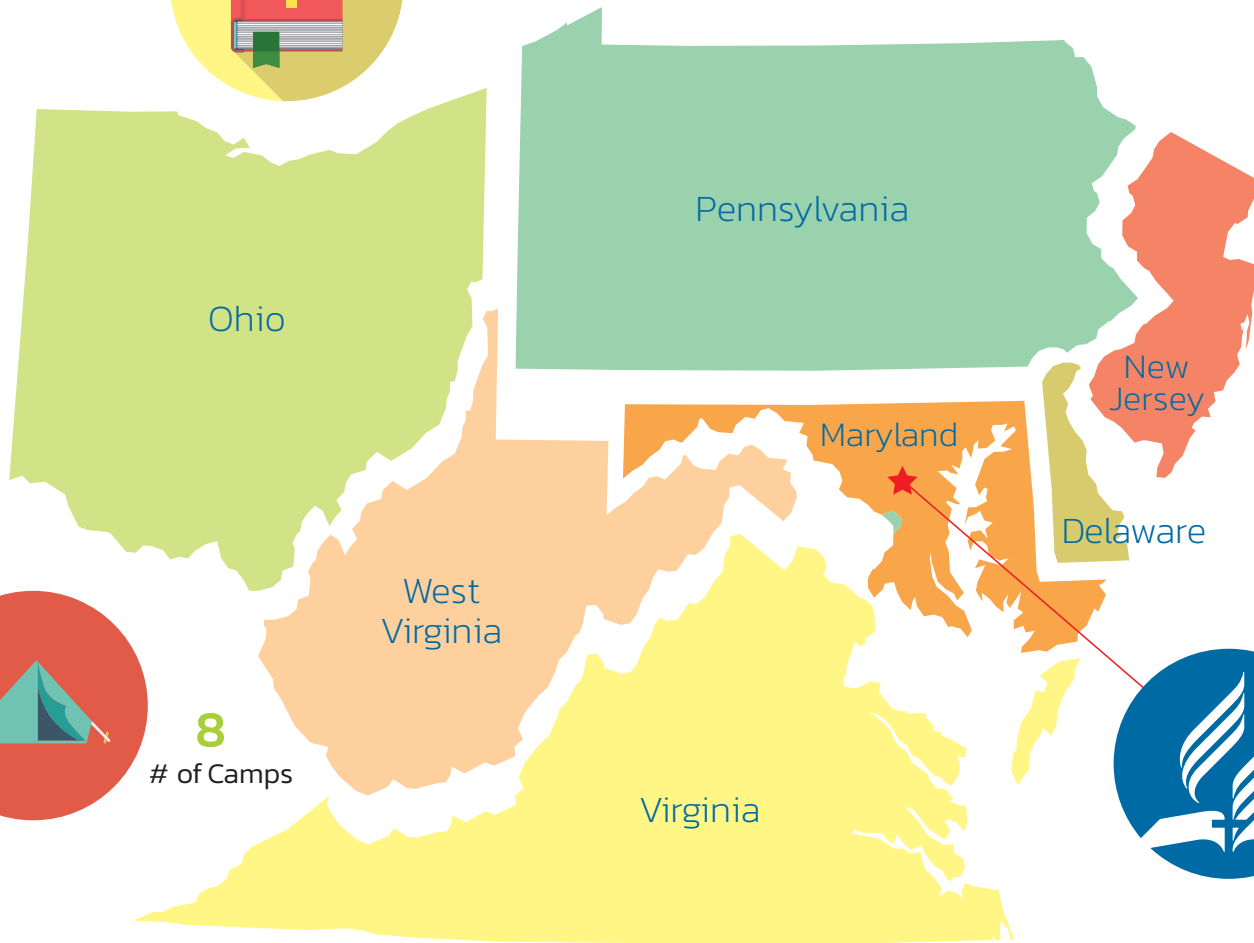 Pennsylvania
Ohio
New
Jersey
Maryland
Delaware
West
Virginia
8
# of Camps
Virginia